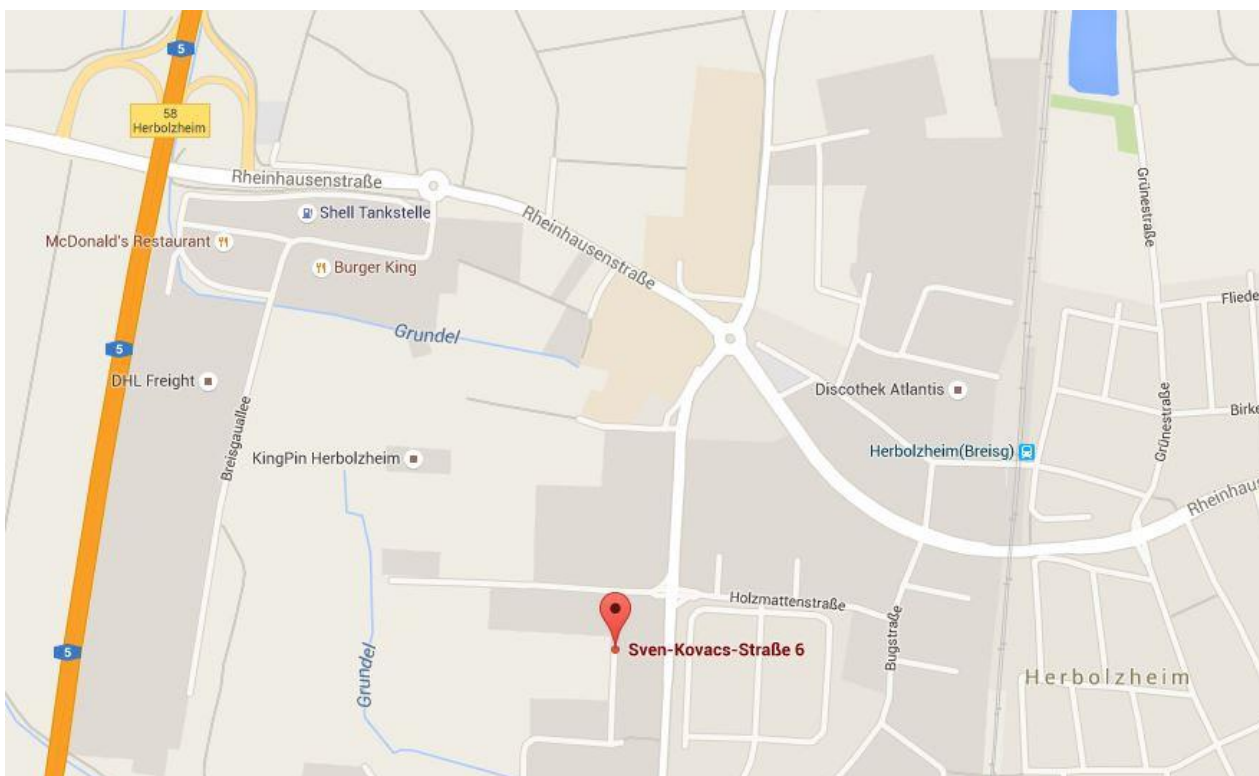 5
58
Herbolzheim
Rheinhausenstraße
Shell Tankstelle
McDonald's Restaurant
Burger King
Rheinhausenstraße
Grünestraße
Fliede
Grundel
5
DHL Freight
Discothek Atlantis
Grünestraße
Birke
Breisgauallee
KingPin Herbolzheim
Herbolzheim(Breisg)
Rheinhaus
Holzmattenstraße
Bugstraße
Grundel
5
Sven-Kovacs-Straße 6
Herbolzheim